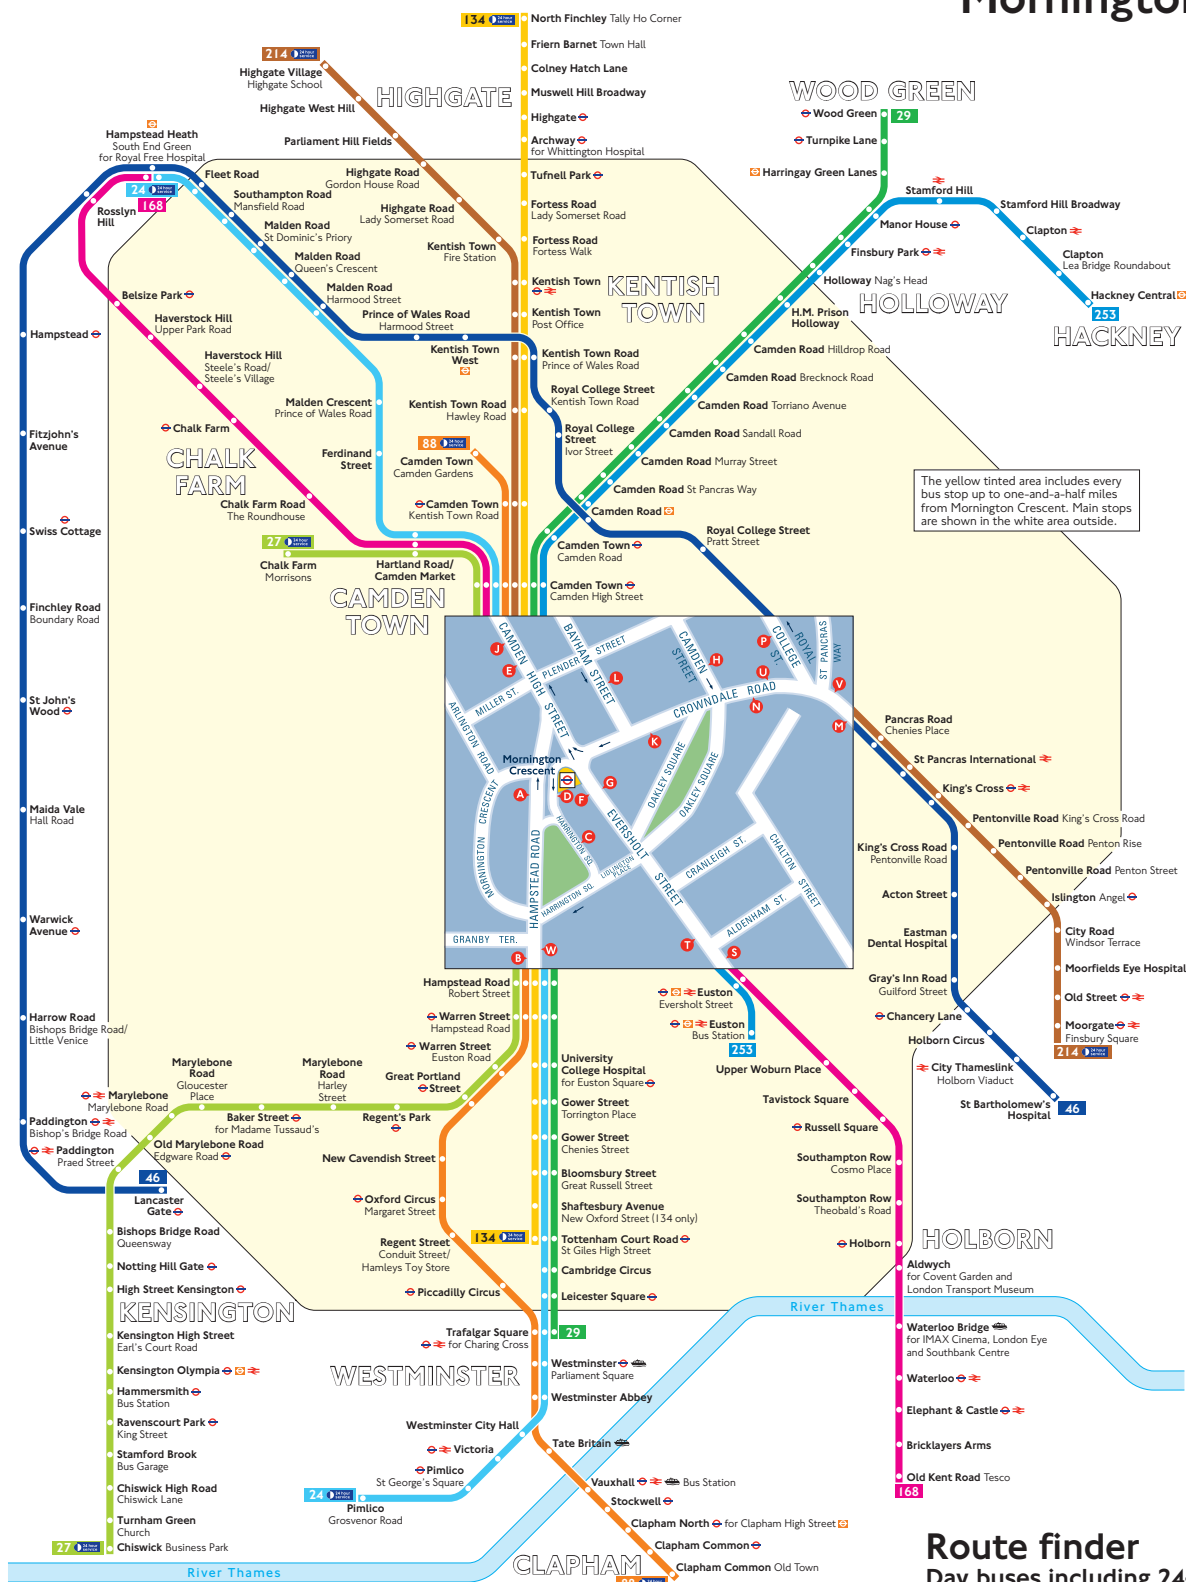 Mornington
134 24 hour service
North Finchley Tally Ho Corner
Friern Barnet Town Hall
Colney Hatch Lane
Muswell Hill Broadway
Highgate
Archway
for Whittington Hospital
Tufnell Park
Fortess Road
Lady Somerset Road
Fortess Road
Fortess Walk
Kentish Town
Kentish Town
Post Office
Kentish Town Road
Prince of Wales Road
214 24 hour service
Highgate Village
Highgate School
Highgate West Hill
Parliament Hill Fields
Highgate Road
Gordon House Road
Highgate Road
Lady Somerset Road
Kentish Town
Fire Station
HIGHGATE
WOOD GREEN
Wood Green
29
Turnpike Lane
Harringay Green Lanes
Stamford Hill
Stamford Hill Broadway
Manor House
Clapton
Finsbury Park
Clapton
Lea Bridge Roundabout
Holloway Nag's Head
Hackney Central
253
HOLLOWAY
HACKNEY
KENTISH
TOWN
H.M. Prison
Holloway
Camden Road Hilldrop Road
Camden Road Brecknock Road
Camden Road Torriano Avenue
Camden Road Sandall Road
Camden Road Murray Street
Camden Road St Pancras Way
Camden Road
Hampstead Heath
South End Green
for Royal Free Hospital
24 24 hour service
168
Rosslyn
Hill
Fleet Road
Southampton Road
Mansfield Road
Malden Road
St Dominic's Priory
Malden Road
Queen's Crescent
Malden Road
Harmood Street
Prince of Wales Road
Harmood Street
Kentish Town
West
Kentish Town Road
Hawley Road
Royal College Street
Kentish Town Road
Royal College
Street
Ivor Street
88 24 hour service
Camden Town
Camden Gardens
Camden Town
Kentish Town Road
Royal College Street
Pratt Street
Camden Town
Camden Road
Camden Town
Camden High Street
Belsize Park
Haverstock Hill
Upper Park Road
Haverstock Hill
Steele's Road/
Steele's Village
Malden Crescent
Prince of Wales Road
Chalk Farm
CHALK
FARM
Ferdinand
Street
Chalk Farm Road
The Roundhouse
27 24 hour service
Chalk Farm
Morrisons
Hartland Road/
Camden Market
CAMDEN
TOWN
Hampstead
Fitzjohn's
Avenue
Swiss Cottage
Finchley Road
Boundary Road
St John's
Wood
Maida Vale
Hall Road
Warwick
Avenue
Harrow Road
Bishops Bridge Road/
Little Venice
The yellow tinted area includes every
bus stop up to one-and-a-half miles
from Mornington Crescent. Main stops
are shown in the white area outside.
CAMDEN HIGH STREET
BAYHAM STREET
PLENDER STREET
CAMDEN STREET
COLLEGE ST.
ROYAL
ST PANCRAS WAY
MILLER ST.
ARLINGTON ROAD
CROWNDALE ROAD
Mornington
Crescent
MORNINGTON CRESCENT
HAMPSTEAD ROAD
HARRINGTON SQ.
HARRINGTON SQ.
LIDLINGTON PLACE
EVERSHOLT STREET
OAKLEY SQUARE
OAKLEY SQUARE
CRANLEIGH ST.
CHALTON STREET
ALDENHAM ST.
GRANBY TER.
J
E
L
H
P
U
N
V
M
K
A
D
F
G
C
B
W
T
S
Pancras Road
Chenies Place
St Pancras International
King's Cross
Pentonville Road King's Cross Road
Pentonville Road Penton Rise
Pentonville Road Penton Street
Islington Angel
City Road
Windsor Terrace
Moorfields Eye Hospital
Old Street
Moorgate
Finsbury Square
214 24 hour service
King's Cross Road
Pentonville Road
Acton Street
Eastman
Dental Hospital
Gray's Inn Road
Guilford Street
Chancery Lane
Holborn Circus
City Thameslink
Holborn Viaduct
St Bartholomew's
Hospital
46
Hampstead Road
Robert Street
Warren Street
Hampstead Road
Warren Street
Euston Road
Great Portland
Street
Marylebone
Road
Gloucester
Place
Marylebone
Road
Harley
Street
Marylebone
Marylebone Road
Baker Street
for Madame Tussaud's
Regent's Park
Paddington
Bishop's Bridge Road
Paddington
Praed Street
Old Marylebone Road
Edgware Road
46
Lancaster
Gate
Bishops Bridge Road
Queensway
Notting Hill Gate
High Street Kensington
KENSINGTON
Kensington High Street
Earl's Court Road
Kensington Olympia
Hammersmith
Bus Station
Ravenscourt Park
King Street
Stamford Brook
Bus Garage
Chiswick High Road
Chiswick Lane
Turnham Green
Church
27 24 hour service
Chiswick Business Park
River Thames
New Cavendish Street
Oxford Circus
Margaret Street
Regent Street
Conduit Street/
Hamleys Toy Store
Piccadilly Circus
University
College Hospital
for Euston Square
Gower Street
Torrington Place
Gower Street
Chenies Street
Bloomsbury Street
Great Russell Street
Shaftesbury Avenue
New Oxford Street (134 only)
134 24 hour service
Tottenham Court Road
St Giles High Street
Cambridge Circus
Leicester Square
Trafalgar Square
for Charing Cross
29
WESTMINSTER
Westminster
Parliament Square
Westminster Abbey
Westminster City Hall
Victoria
Pimlico
St George's Square
24 24 hour service
Pimlico
Grosvenor Road
Tate Britain
Vauxhall Bus Station
Stockwell
Clapham North for Clapham High Street
Clapham Common
Clapham Common Old Town
CLAPHAM
Euston
Eversholt Street
Euston
Bus Station
253
Upper Woburn Place
Tavistock Square
Russell Square
Southampton Row
Cosmo Place
Southampton Row
Theobald's Road
Holborn
HOLBORN
Aldwych
for Covent Garden and
London Transport Museum
River Thames
Waterloo Bridge
for IMAX Cinema, London Eye
and Southbank Centre
Waterloo
Elephant & Castle
Bricklayers Arms
Old Kent Road Tesco
168
Route finder
Day buses including 24-